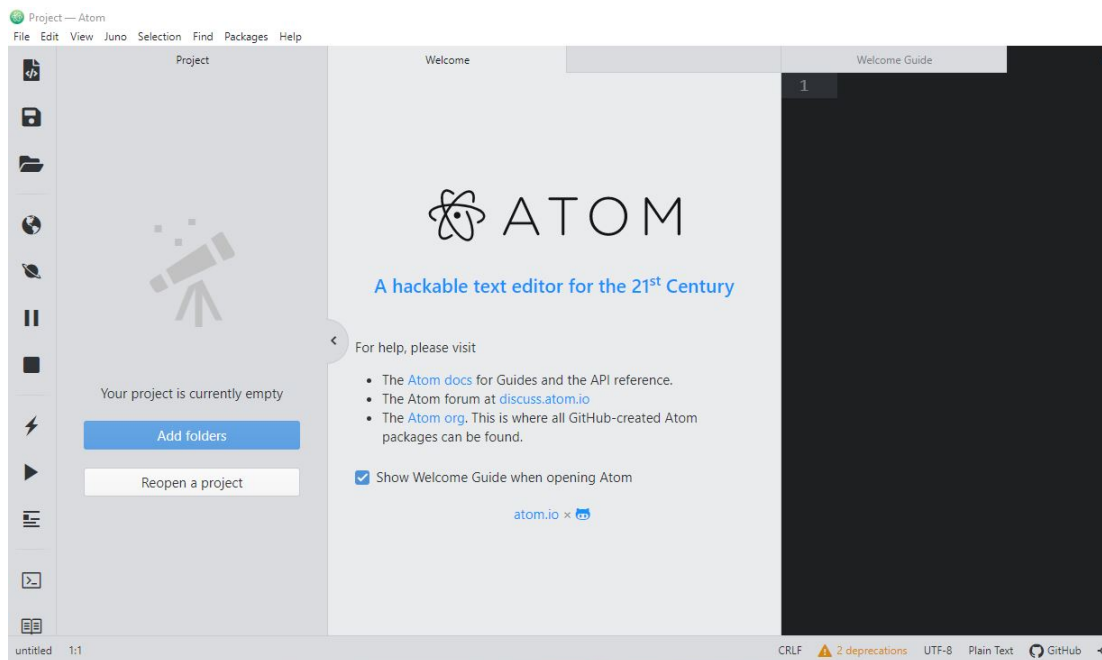 Project — Atom
File Edit View Juno Selection Find Packages Help
Project
Welcome
Welcome Guide
1
ATOM
A hackable text editor for the 21st Century
For help, please visit
• The Atom docs for Guides and the API reference.
• The Atom forum at discuss.atom.io
• The Atom org. This is where all GitHub-created Atom
packages can be found.
Show Welcome Guide when opening Atom
atom.io ×
Your project is currently empty
Add folders
Reopen a project
untitled 1:1
CRLF 2 deprecations UTF-8 Plain Text GitHub